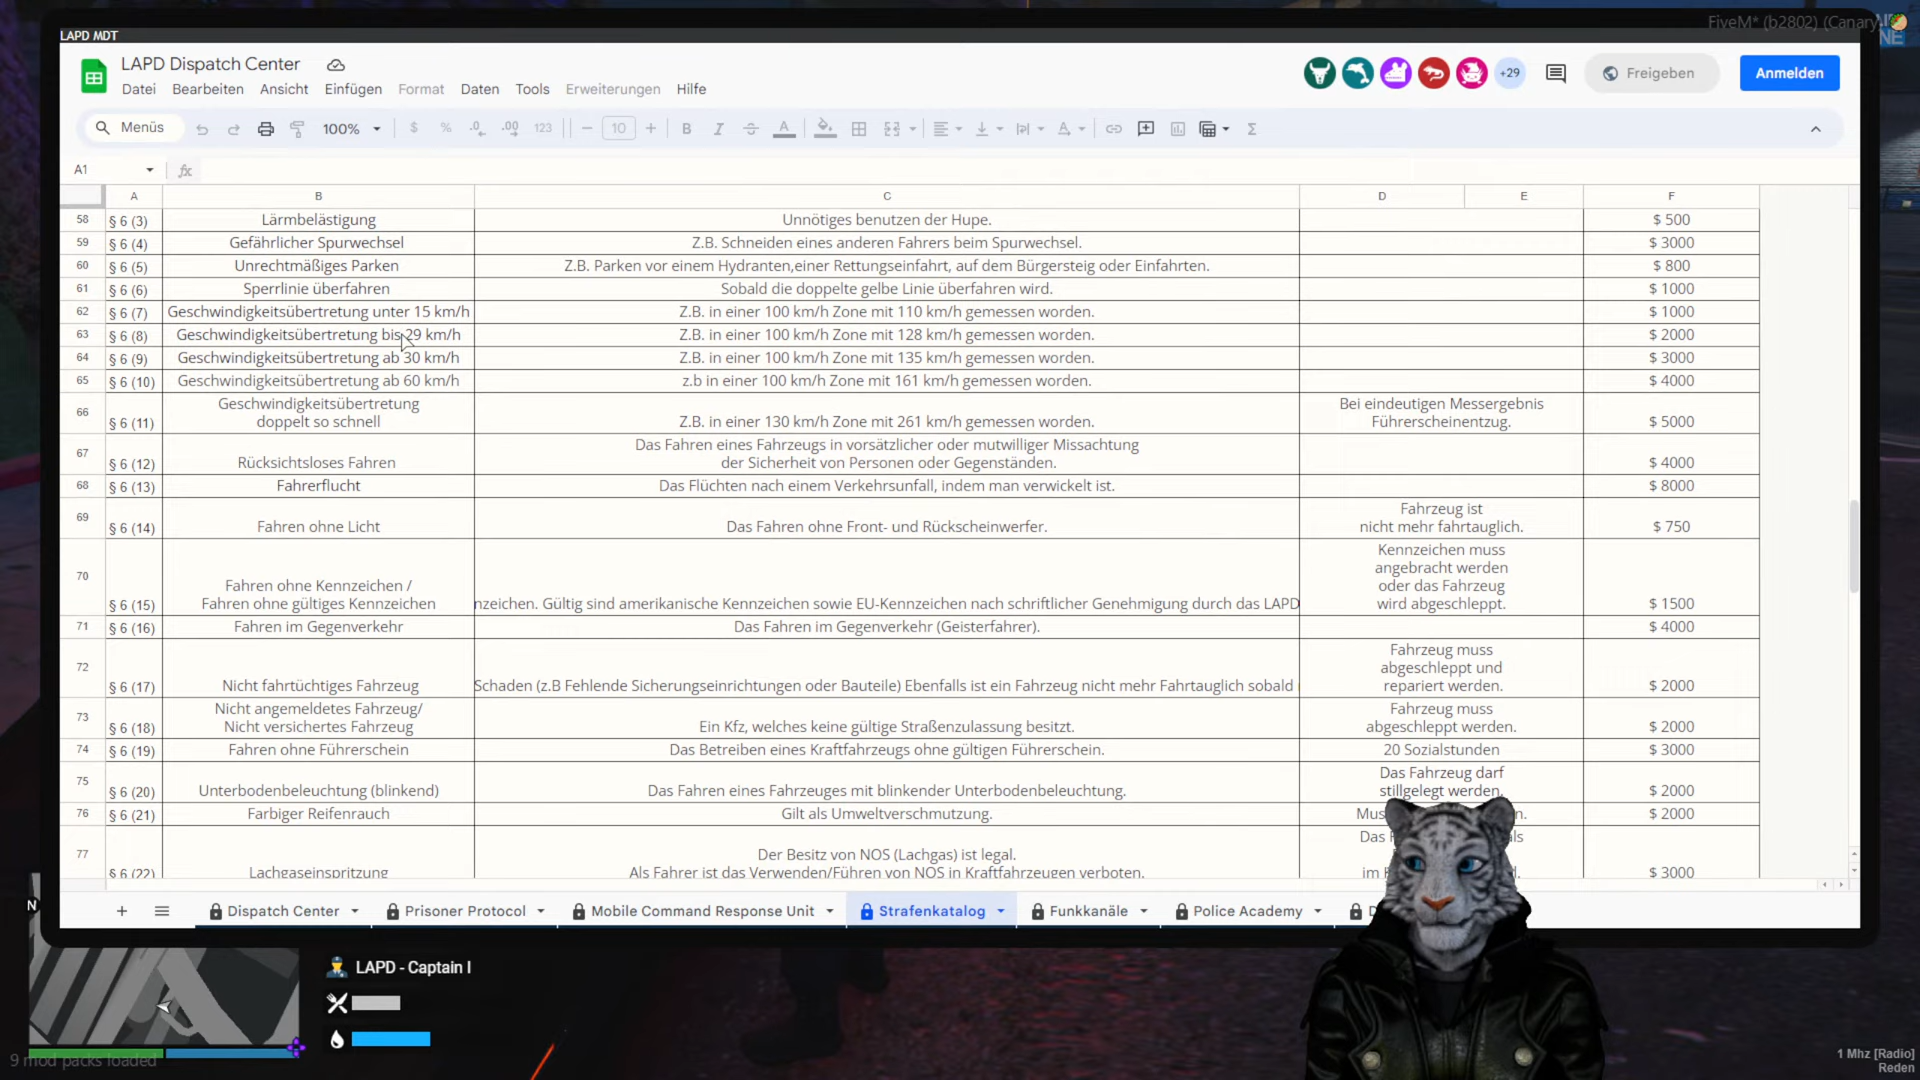 FiveM* (b2802) (Canary
LAPD MDT
LAPD Dispatch Center
Datei Bearbeiten Ansicht Einfügen Format Daten Tools Erweiterungen Hilfe
+29
Freigeben
Anmelden
Menüs
100%
$ % .0 .00 123
10
A1
fx
A B C D E F
58 § 6 (3) Lärmbelästigung Unnötiges benutzen der Hupe. $ 500
59 § 6 (4) Gefährlicher Spurwechsel Z.B. Schneiden eines anderen Fahrers beim Spurwechsel. $ 3000
60 § 6 (5) Unrechtmäßiges Parken Z.B. Parken vor einem Hydranten,einer Rettungseinfahrt, auf dem Bürgersteig oder Einfahrten. $ 800
61 § 6 (6) Sperrlinie überfahren Sobald die doppelte gelbe Linie überfahren wird. $ 1000
62 § 6 (7) Geschwindigkeitsübertretung unter 15 km/h Z.B. in einer 100 km/h Zone mit 110 km/h gemessen worden. $ 1000
63 § 6 (8) Geschwindigkeitsübertretung bis 29 km/h Z.B. in einer 100 km/h Zone mit 128 km/h gemessen worden. $ 2000
64 § 6 (9) Geschwindigkeitsübertretung ab 30 km/h Z.B. in einer 100 km/h Zone mit 135 km/h gemessen worden. $ 3000
65 § 6 (10) Geschwindigkeitsübertretung ab 60 km/h z.b in einer 100 km/h Zone mit 161 km/h gemessen worden. $ 4000
66 § 6 (11)
Geschwindigkeitsübertretung
doppelt so schnell
Z.B. in einer 130 km/h Zone mit 261 km/h gemessen worden.
Bei eindeutigen Messergebnis
Führerscheinentzug.
$ 5000
67 § 6 (12) Rücksichtsloses Fahren
Das Fahren eines Fahrzeugs in vorsätzlicher oder mutwilliger Missachtung
der Sicherheit von Personen oder Gegenständen.
$ 4000
68 § 6 (13) Fahrerflucht Das Flüchten nach einem Verkehrsunfall, indem man verwickelt ist. $ 8000
69 § 6 (14) Fahren ohne Licht Das Fahren ohne Front- und Rückscheinwerfer.
Fahrzeug ist
nicht mehr fahrtauglich.
$ 750
70 § 6 (15)
Fahren ohne Kennzeichen /
Fahren ohne gültiges Kennzeichen
nzeichen. Gültig sind amerikanische Kennzeichen sowie EU-Kennzeichen nach schriftlicher Genehmigung durch das LAPD
Kennzeichen muss
angebracht werden
oder das Fahrzeug
wird abgeschleppt.
$ 1500
71 § 6 (16) Fahren im Gegenverkehr Das Fahren im Gegenverkehr (Geisterfahrer). $ 4000
72 § 6 (17) Nicht fahrtüchtiges Fahrzeug
Schaden (z.B Fehlende Sicherungseinrichtungen oder Bauteile) Ebenfalls ist ein Fahrzeug nicht mehr Fahrtauglich sobald
Fahrzeug muss
abgeschleppt und
repariert werden.
$ 2000
73 § 6 (18)
Nicht angemeldetes Fahrzeug/
Nicht versichertes Fahrzeug
Ein Kfz, welches keine gültige Straßenzulassung besitzt.
Fahrzeug muss
abgeschleppt werden.
$ 2000
74 § 6 (19) Fahren ohne Führerschein Das Betreiben eines Kraftfahrzeugs ohne gültigen Führerschein. 20 Sozialstunden $ 3000
75 § 6 (20) Unterbodenbeleuchtung (blinkend) Das Fahren eines Fahrzeuges mit blinkender Unterbodenbeleuchtung.
Das Fahrzeug darf
stillgelegt werden.
$ 2000
76 § 6 (21) Farbiger Reifenrauch Gilt als Umweltverschmutzung. $ 2000
77 § 6 (22) Lachgaseinspritzung
Der Besitz von NOS (Lachgas) ist legal.
Als Fahrer ist das Verwenden/Führen von NOS in Kraftfahrzeugen verboten.
Das
im
$ 3000
Dispatch Center Prisoner Protocol Mobile Command Response Unit Strafenkatalog Funkkanäle Police Academy
N
LAPD - Captain I
9 mod packs loaded
1 Mhz [Radio]
Reden